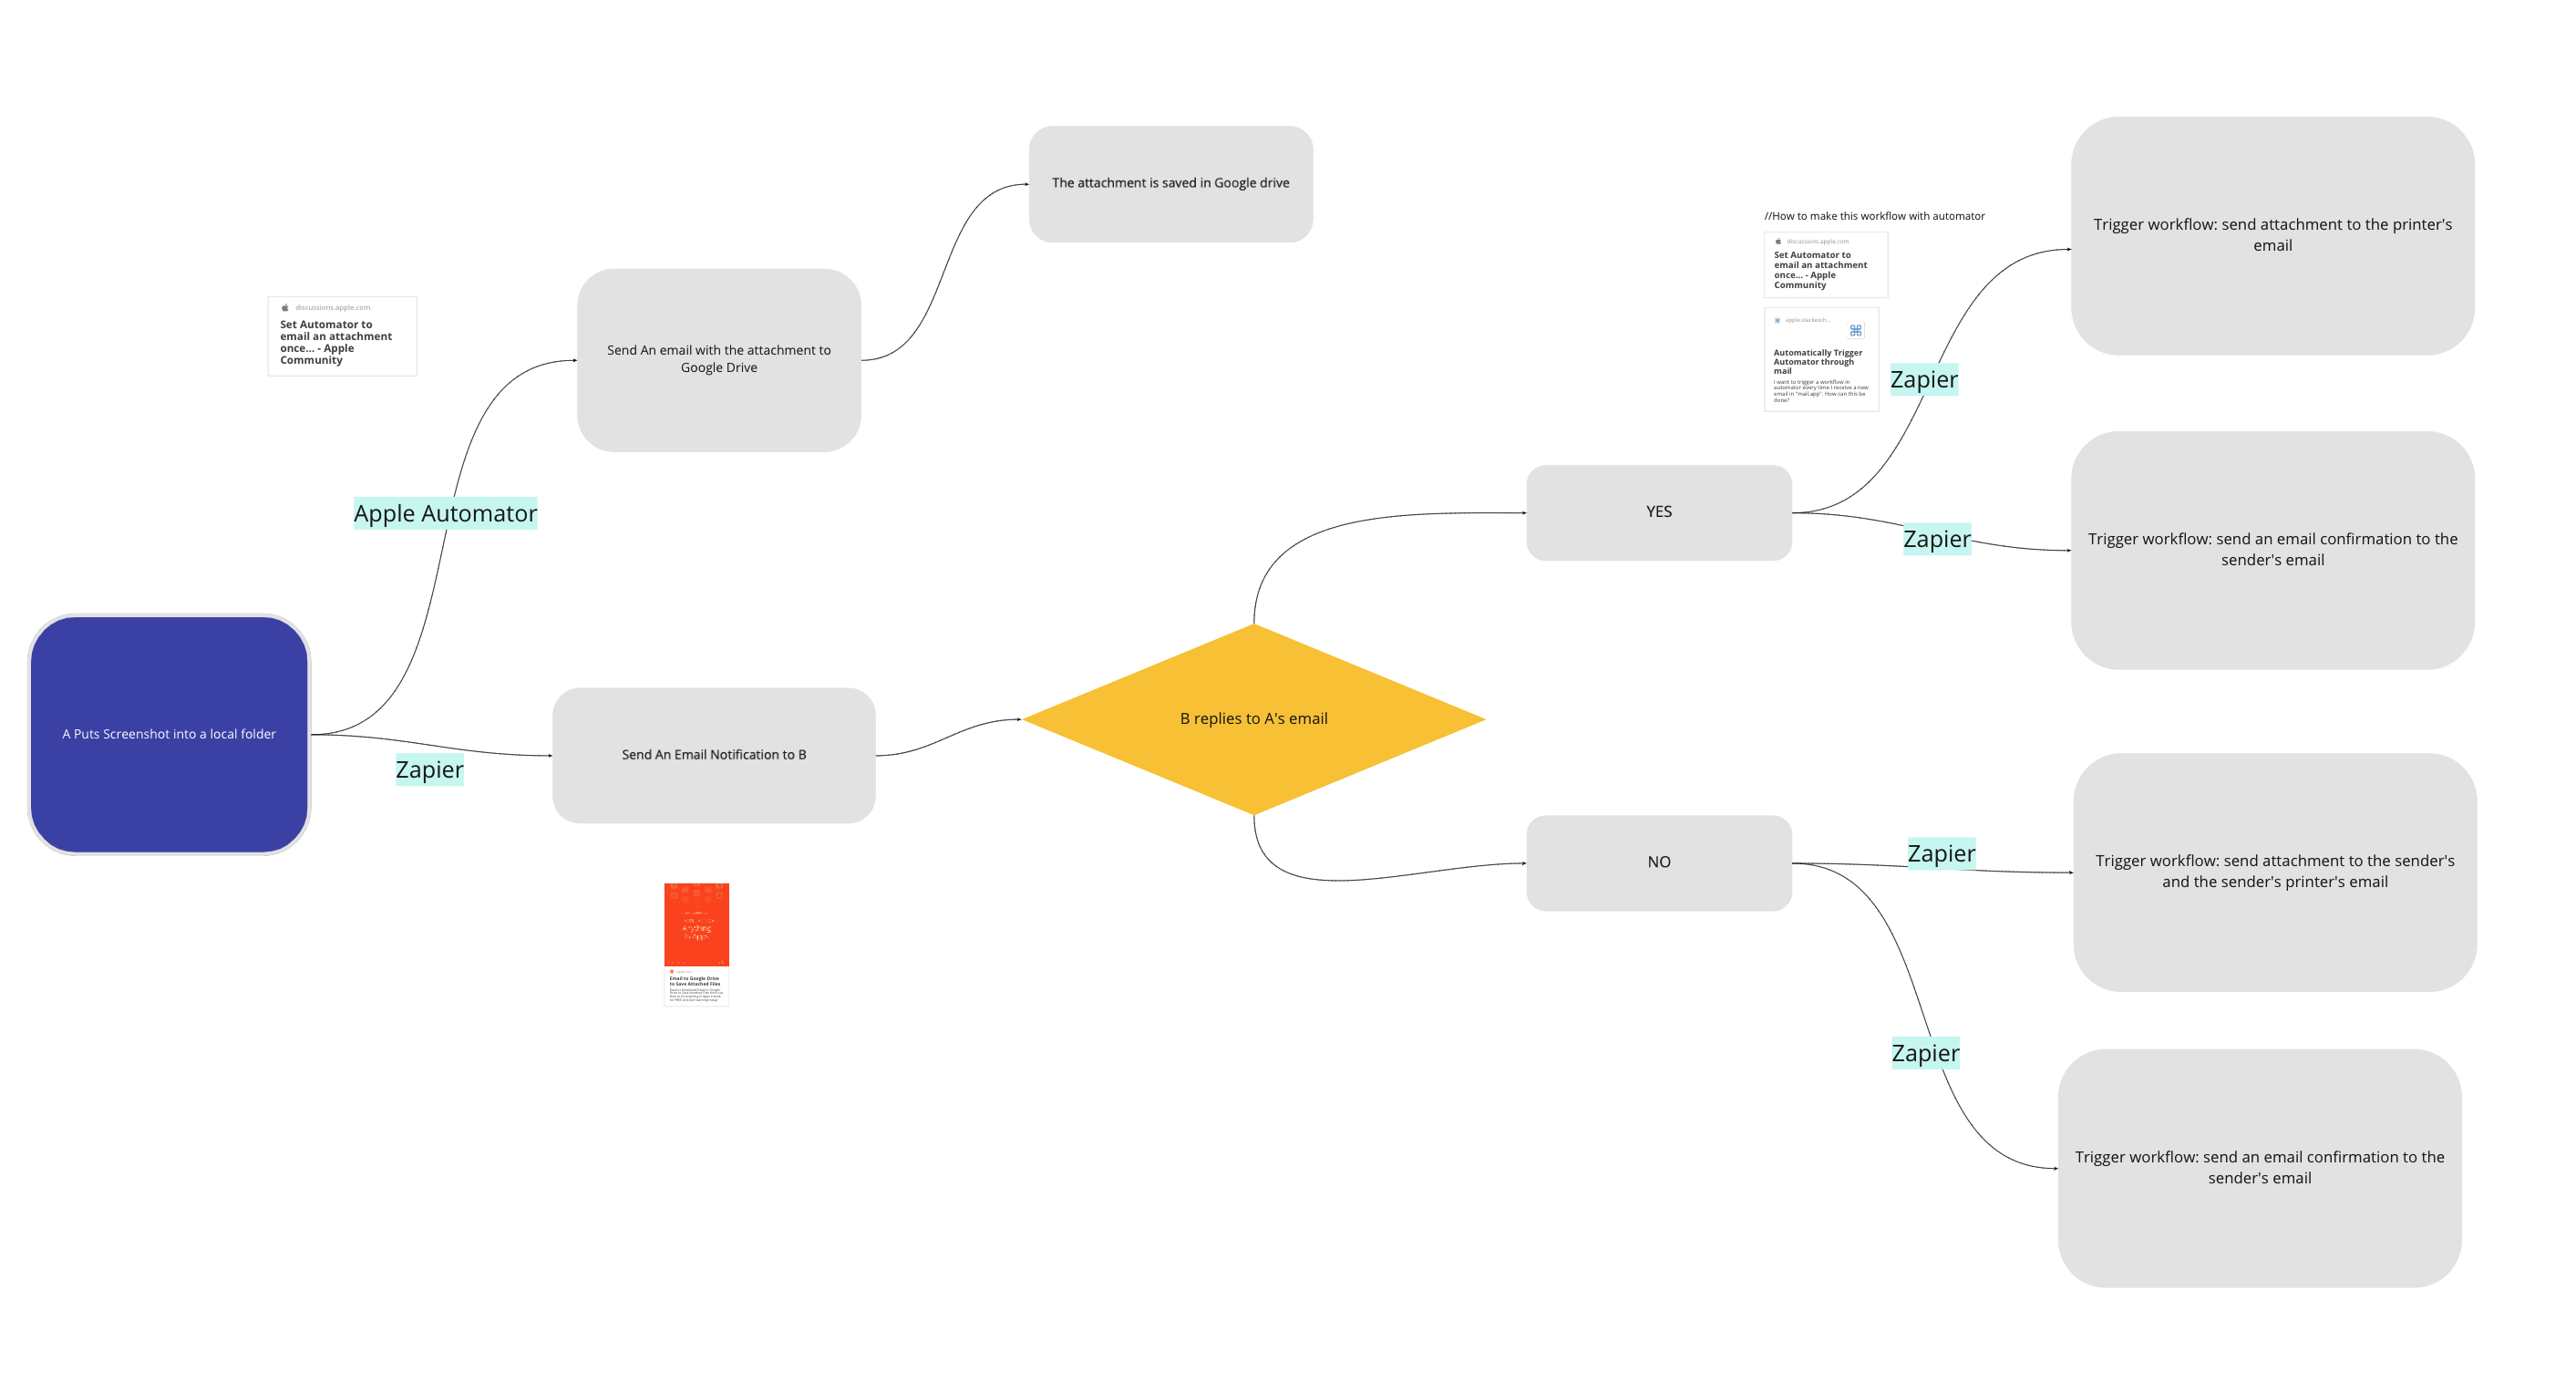 The attachment is saved in Google drive
Trigger workflow: send attachment to the printer's
email
//How to make this workflow with automator
discussions.apple.com
Set Automator to
email an attachment
once... - Apple
Community
discussions.apple.com
Set Automator to
email an attachment
once... - Apple
Community
apple.stackexch...
Automatically Trigger
Automator through
mail
I want to trigger a workflow in
automator every time I receive a new
email in "mail.app". How can this be
done?
Send An email with the attachment to
Google Drive
Zapier
Apple Automator
YES
Zapier
Trigger workflow: send an email confirmation to the
sender's email
A Puts Screenshot into a local folder
Zapier
Send An Email Notification to B
B replies to A's email
NO
Zapier
Trigger workflow: send attachment to the sender's
and the sender's printer's email
Anything
Email to Google Drive
to Save Attached Files
Zapier
Trigger workflow: send an email confirmation to the
sender's email